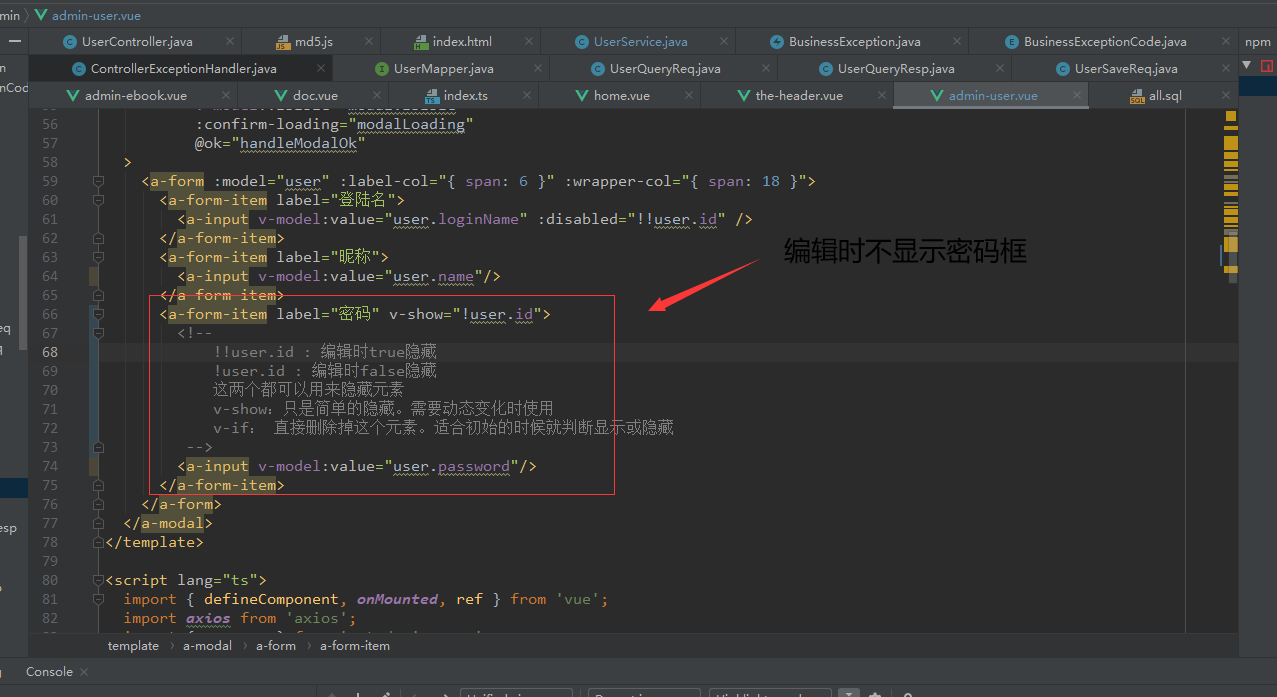 min 〉 admin-user.vue
UserController.java md5.js index.html UserService.java BusinessException.java BusinessExceptionCode.java npm
ControllerExceptionHandler.java UserMapper.java UserQueryReq.java UserQueryResp.java UserSaveReq.java
nCod
admin-ebook.vue doc.vue index.ts home.vue the-header.vue admin-user.vue all.sql
56 :confirm-loading="modalLoading"
57 @ok="handleModalOk"
58 >
59 <a-form :model="user" :label-col="{ span: 6 }" :wrapper-col="{ span: 18 }">
60 <a-form-item label="登陆名">
61 <a-input v-model:value="user.loginName" :disabled="!!user.id" />
62 </a-form-item>
63 <a-form-item label="昵称">
编辑时不显示密码框
64 <a-input v-model:value="user.name"/>
65 </a-form-item>
66 <a-form-item label="密码" v-show="!user.id">
67 <!--
68 !!user.id : 编辑时true隐藏
69 !user.id : 编辑时false隐藏
70 这两个都可以用来隐藏元素
71 v-show：只是简单的隐藏。需要动态变化时使用
72 v-if： 直接删除掉这个元素。适合初始的时候就判断显示或隐藏
73 -->
74 <a-input v-model:value="user.password"/>
75 </a-form-item>
76 </a-form>
77 </a-modal>
78 </template>
79
80 <script lang="ts">
81 import { defineComponent, onMounted, ref } from 'vue';
82 import axios from 'axios';
template 〉 a-modal 〉 a-form 〉 a-form-item
Console